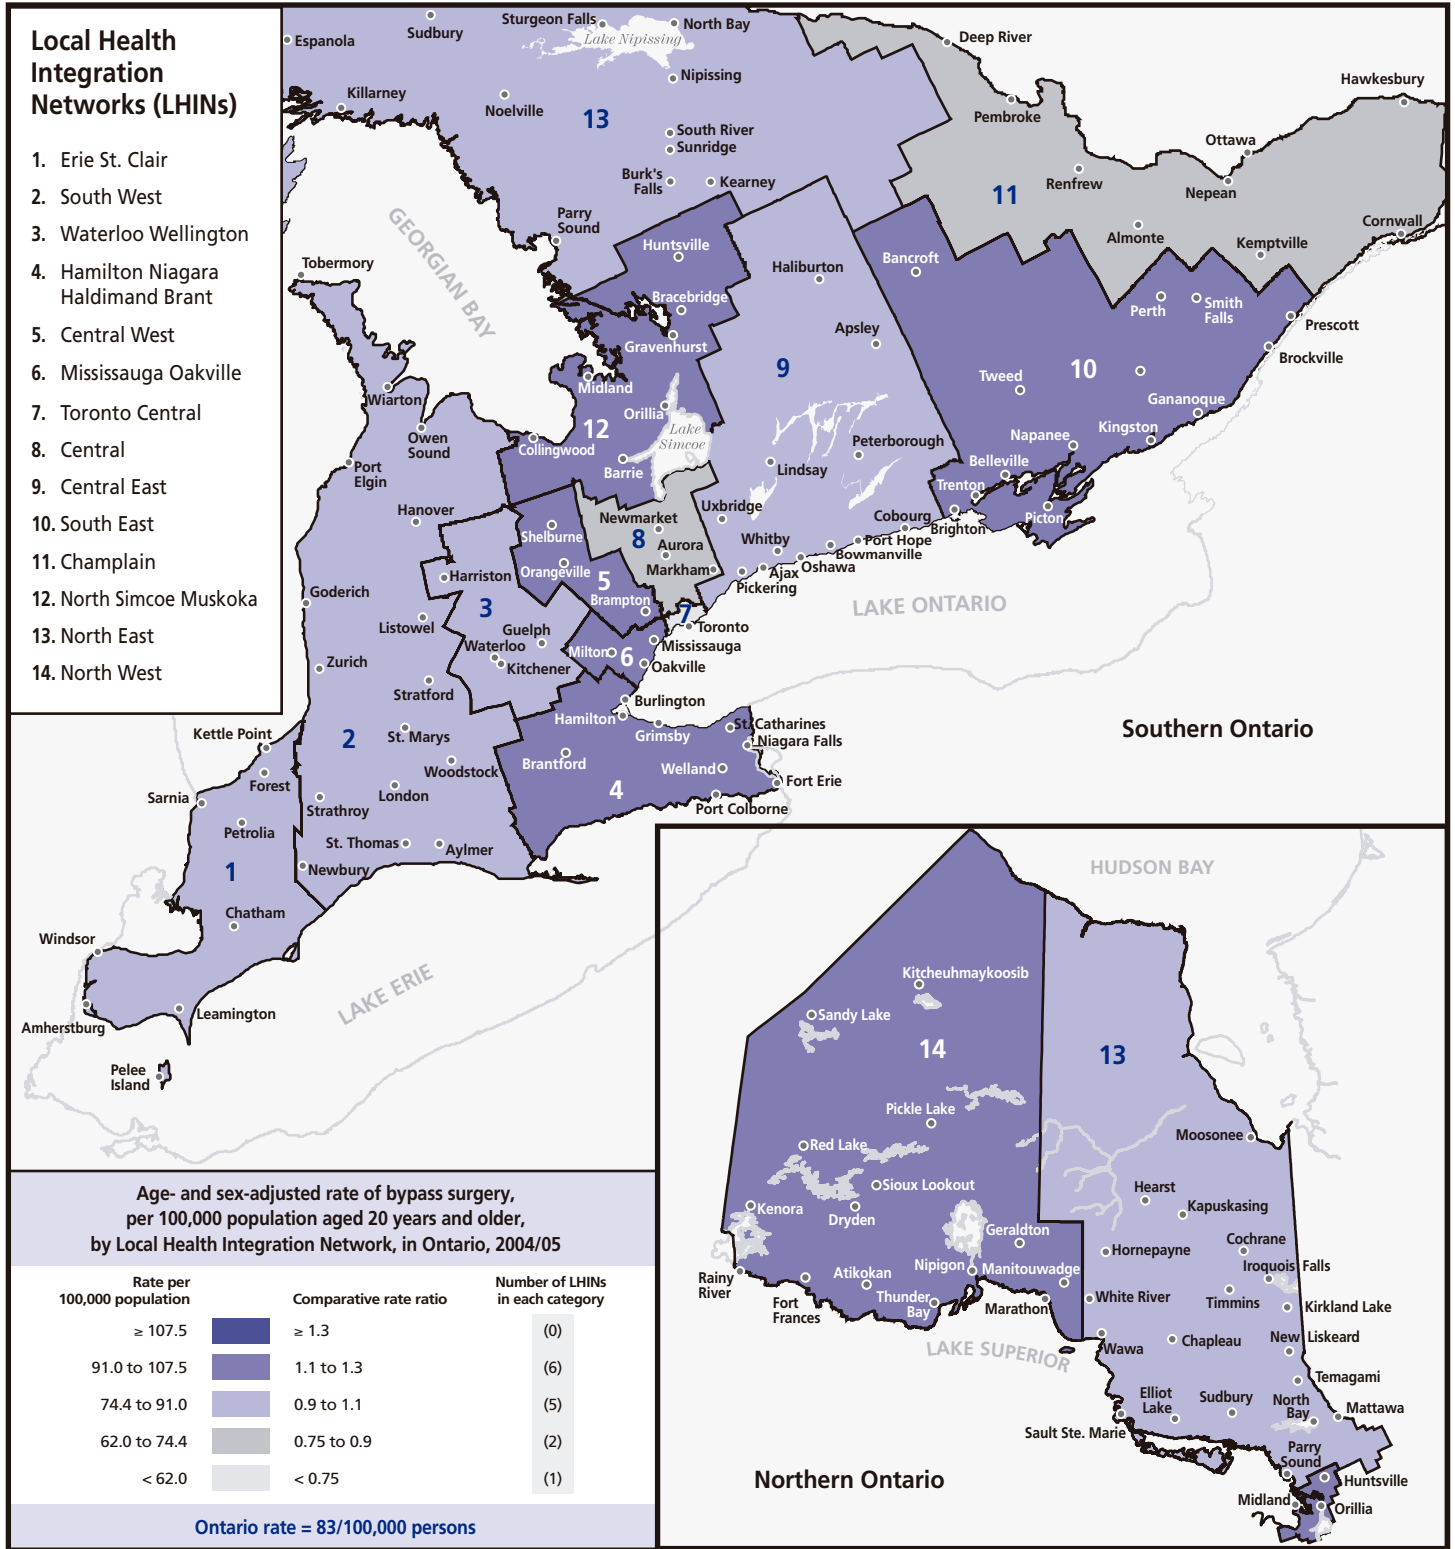 Local Health
Integration
Networks (LHINs)
1. Erie St. Clair
2. South West
3. Waterloo Wellington
4. Hamilton Niagara
Haldimand Brant
5. Central West
6. Mississauga Oakville
7. Toronto Central
8. Central
9. Central East
10. South East
11. Champlain
12. North Simcoe Muskoka
13. North East
14. North West
Espanola
Sudbury
Sturgeon Falls
North Bay
Lake Nipissing
Nipissing
Killarney
Noelville
13
South River
Sunridge
Burk's
Falls
Kearney
Parry
Sound
Deep River
Pembroke
Hawkesbury
Ottawa
Renfrew
Nepean
11
Almonte
Kemptville
Cornwall
GEORGIAN BAY
Tobermory
Huntsville
Bracebridge
Gravenhurst
Midland
Orillia
Lake
Simcoe
12
Collingwood
Barrie
Haliburton
Apsley
9
Peterborough
Lindsay
Uxbridge
Whitby
Cobourg
Port Hope
Bowmanville
Oshawa
Ajax
Pickering
Bancroft
Perth
Smith
Falls
Prescott
Brockville
10
Tweed
Gananoque
Kingston
Napanee
Belleville
Trenton
Picton
Brighton
Wiarton
Owen
Sound
Port
Elgin
Hanover
Goderich
Listowel
Zurich
Stratford
2
St. Marys
Woodstock
London
Strathroy
St. Thomas
Aylmer
Newbury
Newmarket
8
Aurora
Markham
Shelburne
Orangeville
5
Brampton
7
Toronto
Harriston
3
Guelph
Waterloo
Kitchener
Milton
6
Mississauga
Oakville
Burlington
Hamilton
Grimsby
St. Catharines
Niagara Falls
Brantford
Welland
4
Fort Erie
Port Colborne
LAKE ONTARIO
Southern Ontario
Kettle Point
Forest
Sarnia
Petrolia
1
Chatham
Windsor
Amherstburg
Leamington
Pelee
Island
LAKE ERIE
HUDSON BAY
Kitcheuhmaykoosib
Sandy Lake
14
13
Pickle Lake
Red Lake
Moosonee
Sioux Lookout
Kenora
Dryden
Hearst
Kapuskasing
Geraldton
Hornepayne
Cochrane
Nipigon
Manitouwadge
Iroquois Falls
Rainy
River
Atikokan
Fort
Frances
Thunder
Bay
Marathon
White River
Timmins
Kirkland Lake
LAKE SUPERIOR
Wawa
Chapleau
New Liskeard
Temagami
Elliot
Lake
Sudbury
North
Bay
Mattawa
Sault Ste. Marie
Parry
Sound
Huntsville
Midland
Orillia
Northern Ontario
Age- and sex-adjusted rate of bypass surgery,
per 100,000 population aged 20 years and older,
by Local Health Integration Network, in Ontario, 2004/05
Rate per
100,000 population
Comparative rate ratio
Number of LHINs
in each category
≥ 107.5 ≥ 1.3 (0)
91.0 to 107.5 1.1 to 1.3 (6)
74.4 to 91.0 0.9 to 1.1 (5)
62.0 to 74.4 0.75 to 0.9 (2)
< 62.0 < 0.75 (1)
Ontario rate = 83/100,000 persons